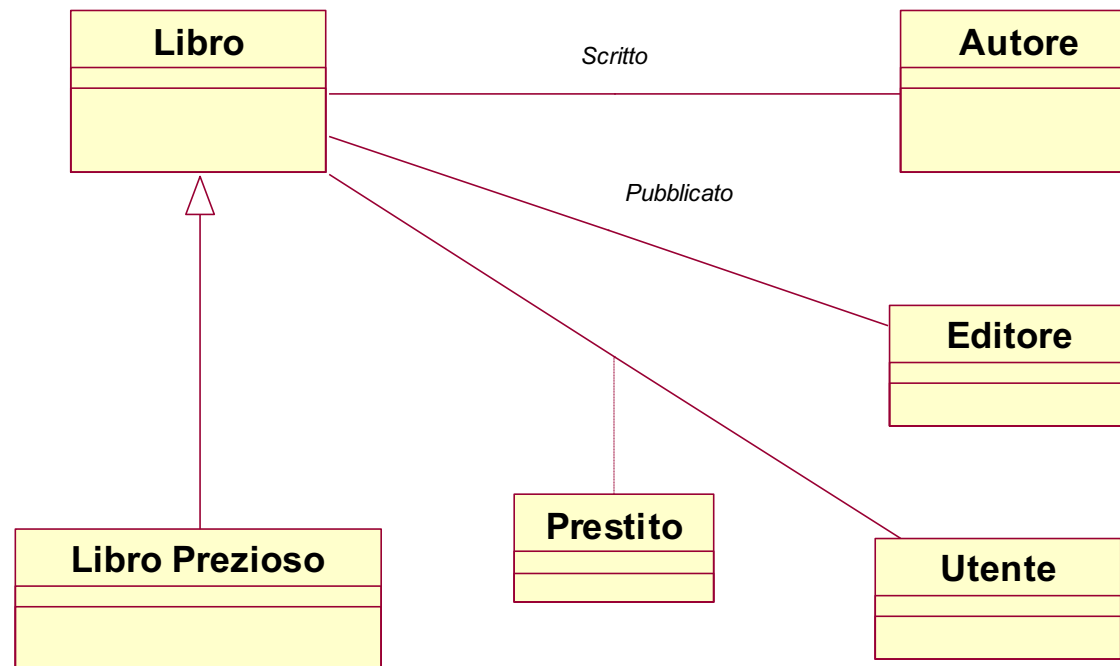 Libro
Scritto
Autore
Pubblicato
Editore
Prestito
Libro Prezioso
Utente